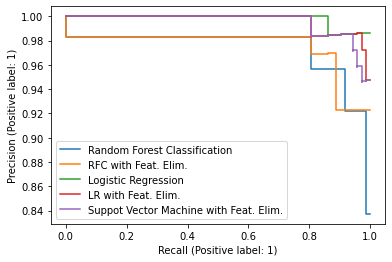 1.00
0.98
0.96
0.94
0.92
0.90
0.88
0.86
0.84
Precision (Positive label: 1)
Random Forest Classification
RFC with Feat. Elim.
Logistic Regression
LR with Feat. Elim.
Suppot Vector Machine with Feat. Elim.
0.0 0.2 0.4 0.6 0.8 1.0
Recall (Positive label: 1)